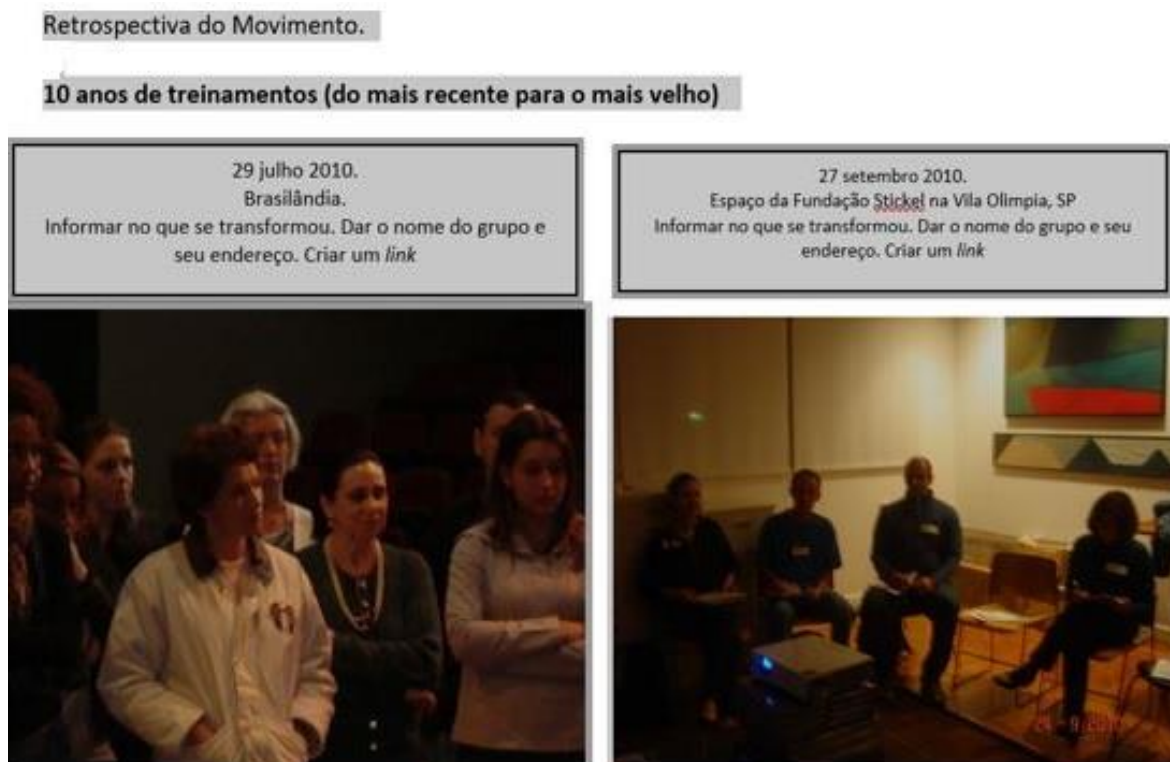 Retrospectiva do Movimento.
10 anos de treinamentos (do mais recente para o mais velho)
29 julho 2010.
Brasilândia.
Informar no que se transformou. Dar o nome do grupo e
seu endereço. Criar um link
27 setembro 2010.
Espaço da Fundação Stickel na Vila Olimpia, SP
Informar no que se transformou. Dar o nome do grupo e seu
endereço. Criar um link